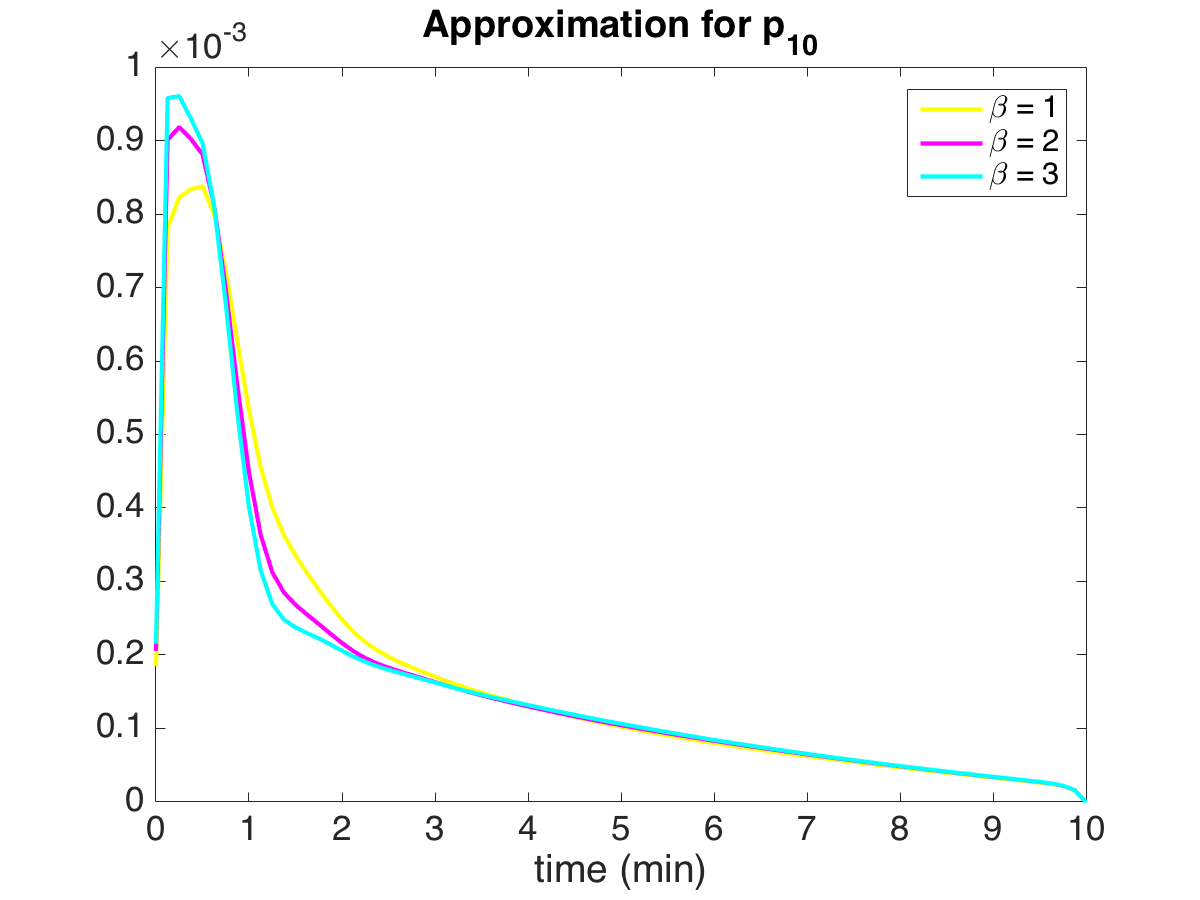 Approximation for p₁₀
×10⁻³
1
0.9
0.8
0.7
0.6
0.5
0.4
0.3
0.2
0.1
0
β = 1
β = 2
β = 3
0 1 2 3 4 5 6 7 8 9 10
time (min)